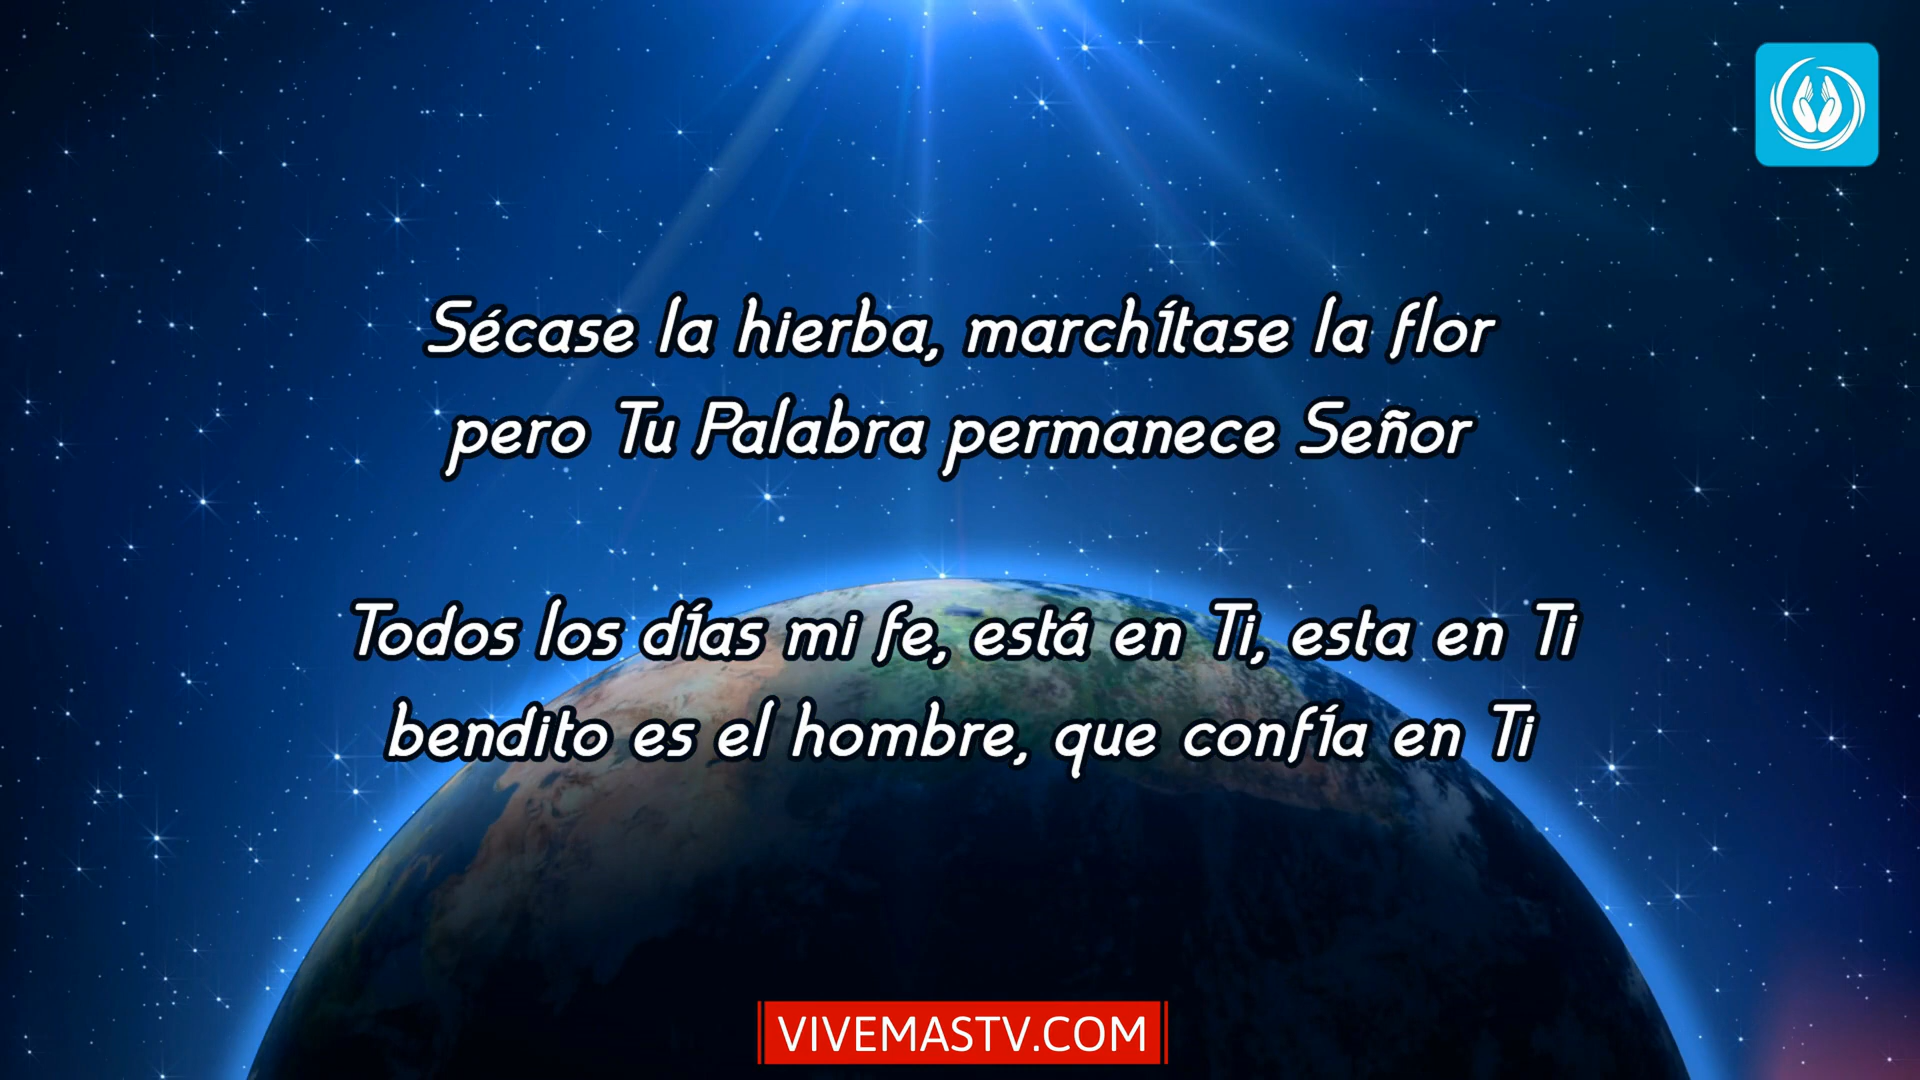 Sécase la hierba, marchítase la flor
pero Tu Palabra permanece Señor
Todos los días mi fe, está en Ti, esta en Ti
bendito es el hombre, que confía en Ti
VIVEMASTV.COM